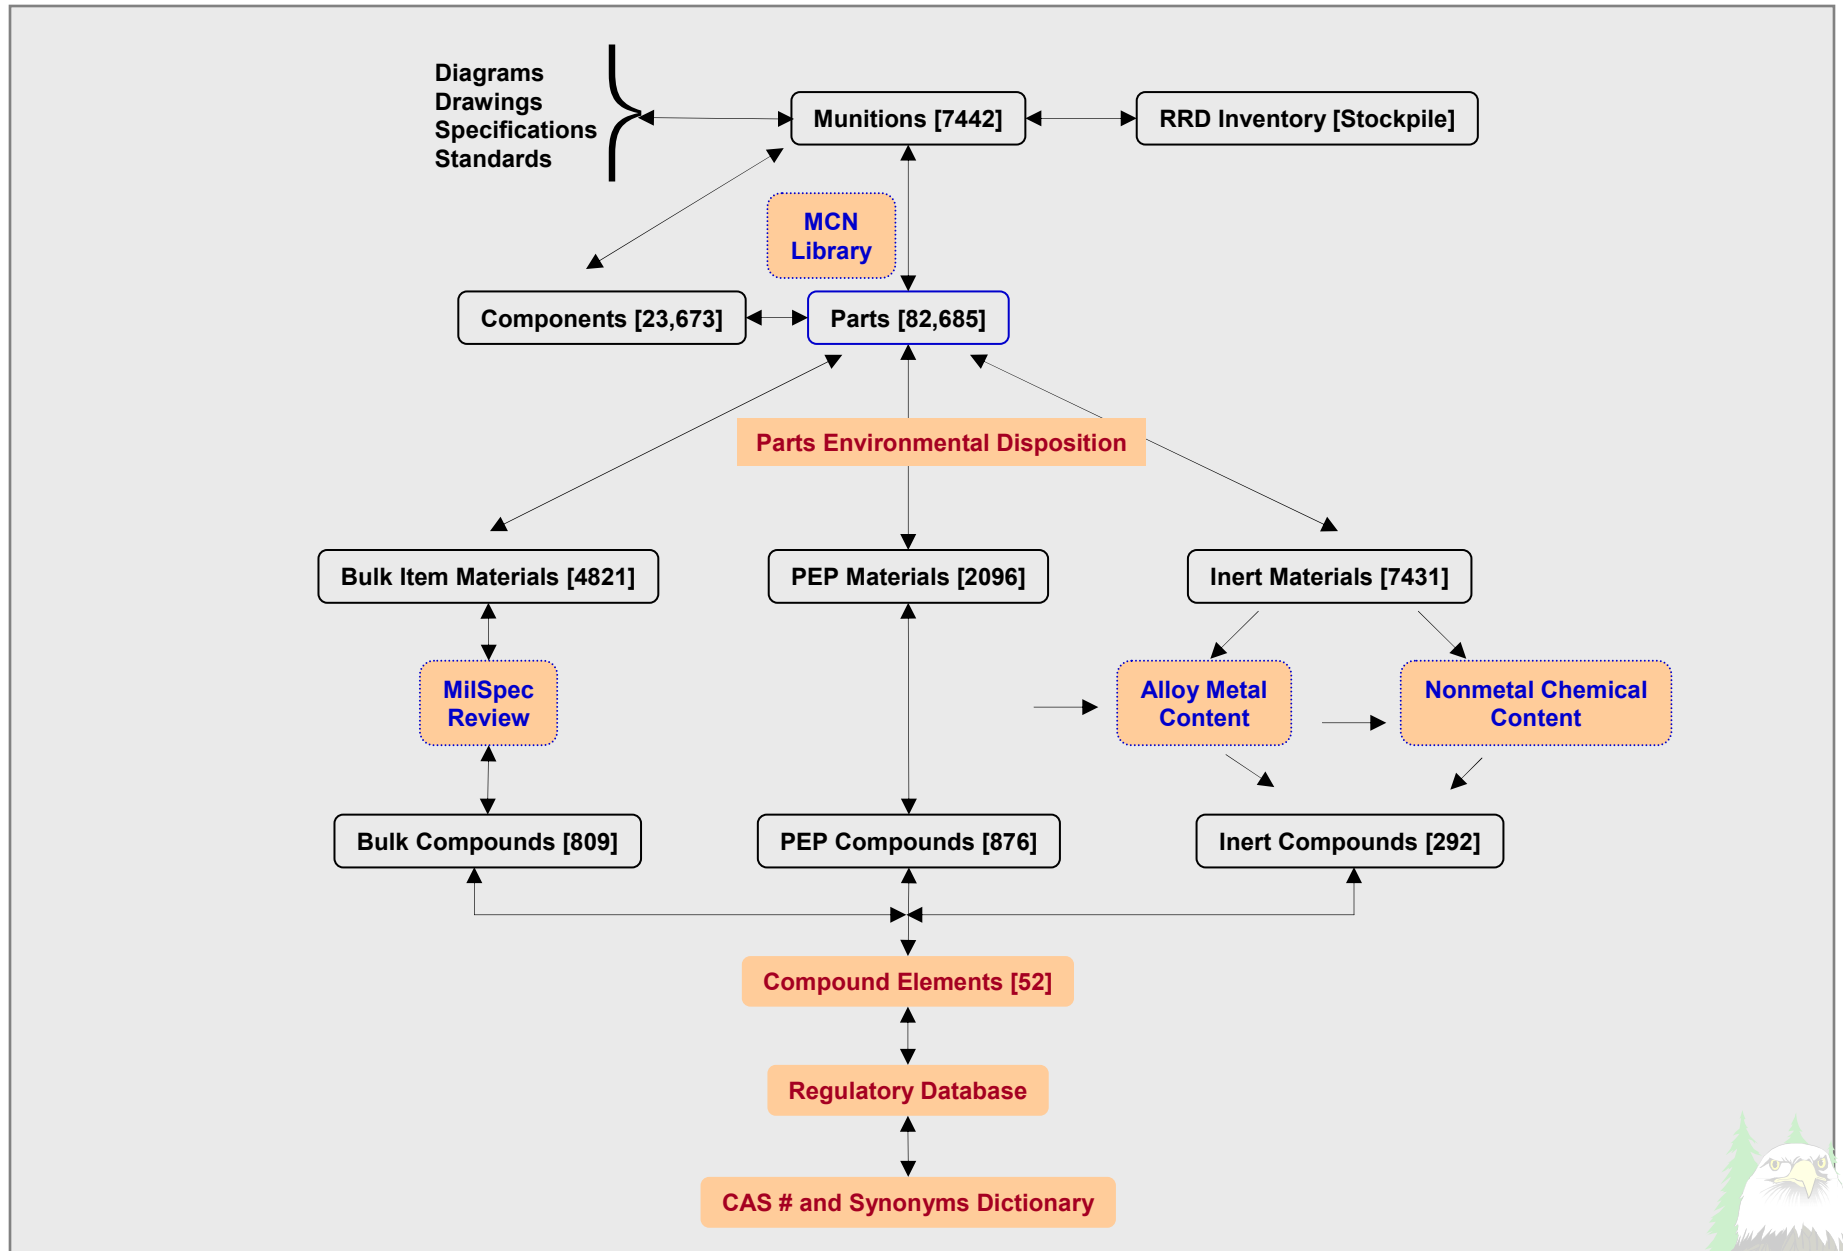 Diagrams
Drawings
Specifications
Standards
Munitions [7442]
RRD Inventory [Stockpile]
MCN
Library
Components [23,673]
Parts [82,685]
Parts Environmental Disposition
Bulk Item Materials [4821]
PEP Materials [2096]
Inert Materials [7431]
MilSpec
Review
Alloy Metal
Content
Nonmetal Chemical
Content
Bulk Compounds [809]
PEP Compounds [876]
Inert Compounds [292]
Compound Elements [52]
Regulatory Database
CAS # and Synonyms Dictionary